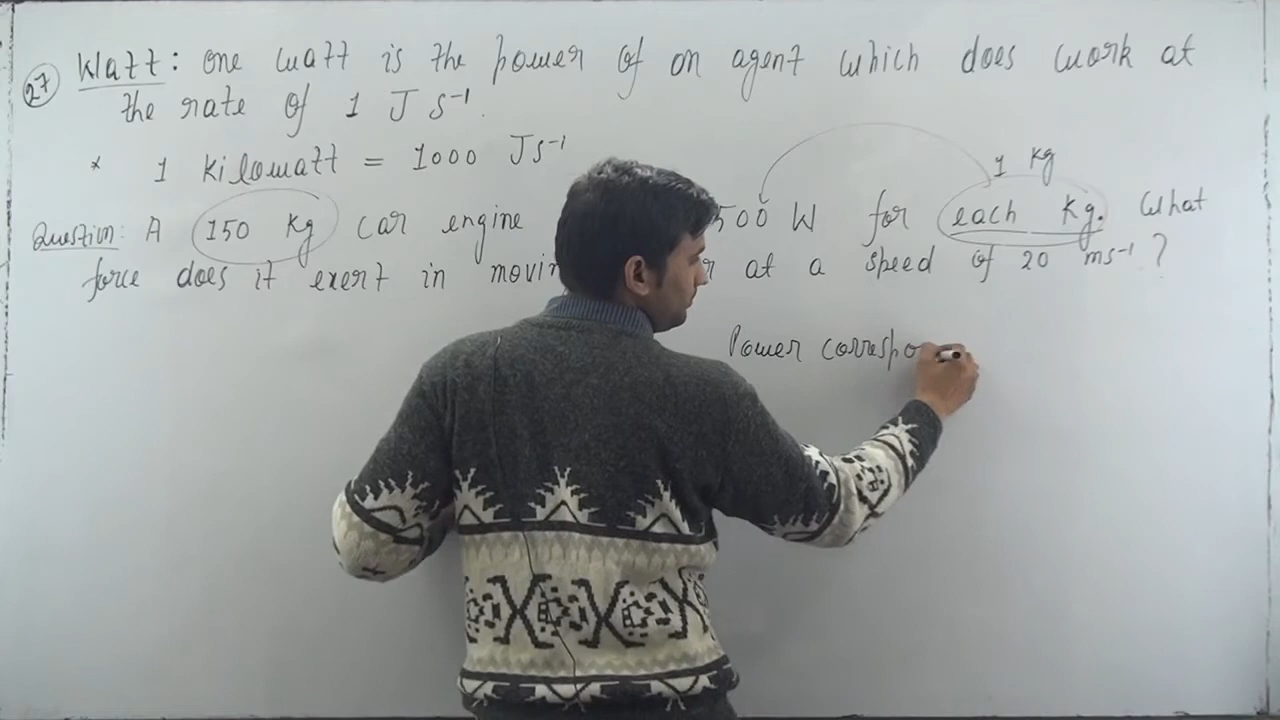 27 Watt: one watt is the power of on agent which does work at
the rate of 1 J s⁻¹.
* 1 kilowatt = 1000 Js⁻¹
1 Kg
Question: A 150 Kg car engine 500 W for each Kg. What
force does it exert in at a speed of 20 ms⁻¹?
Power correspo